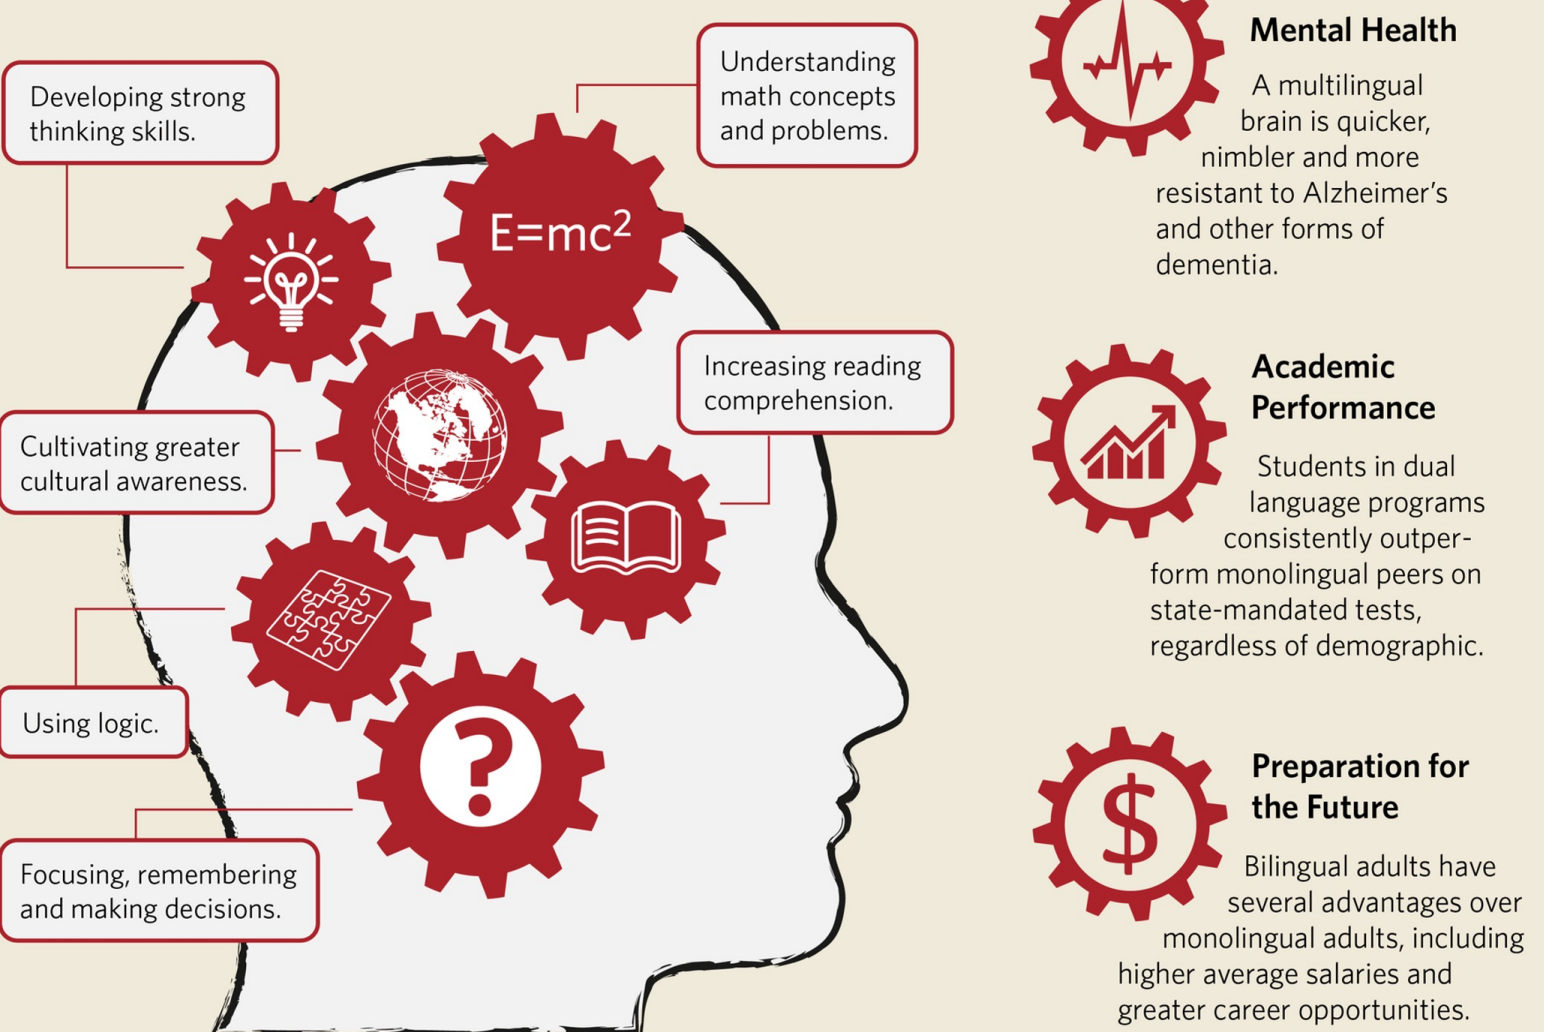 Developing strong
thinking skills.
Understanding
math concepts
and problems.
E=mc²
Increasing reading
comprehension.
Cultivating greater
cultural awareness.
Using logic.
?
Focusing, remembering
and making decisions.
Mental Health
A multilingual
brain is quicker,
nimbler and more
resistant to Alzheimer’s
and other forms of
dementia.
Academic
Performance
Students in dual
language programs
consistently outper-
form monolingual peers on
state-mandated tests,
regardless of demographic.
$
Preparation for
the Future
Bilingual adults have
several advantages over
monolingual adults, including
higher average salaries and
greater career opportunities.